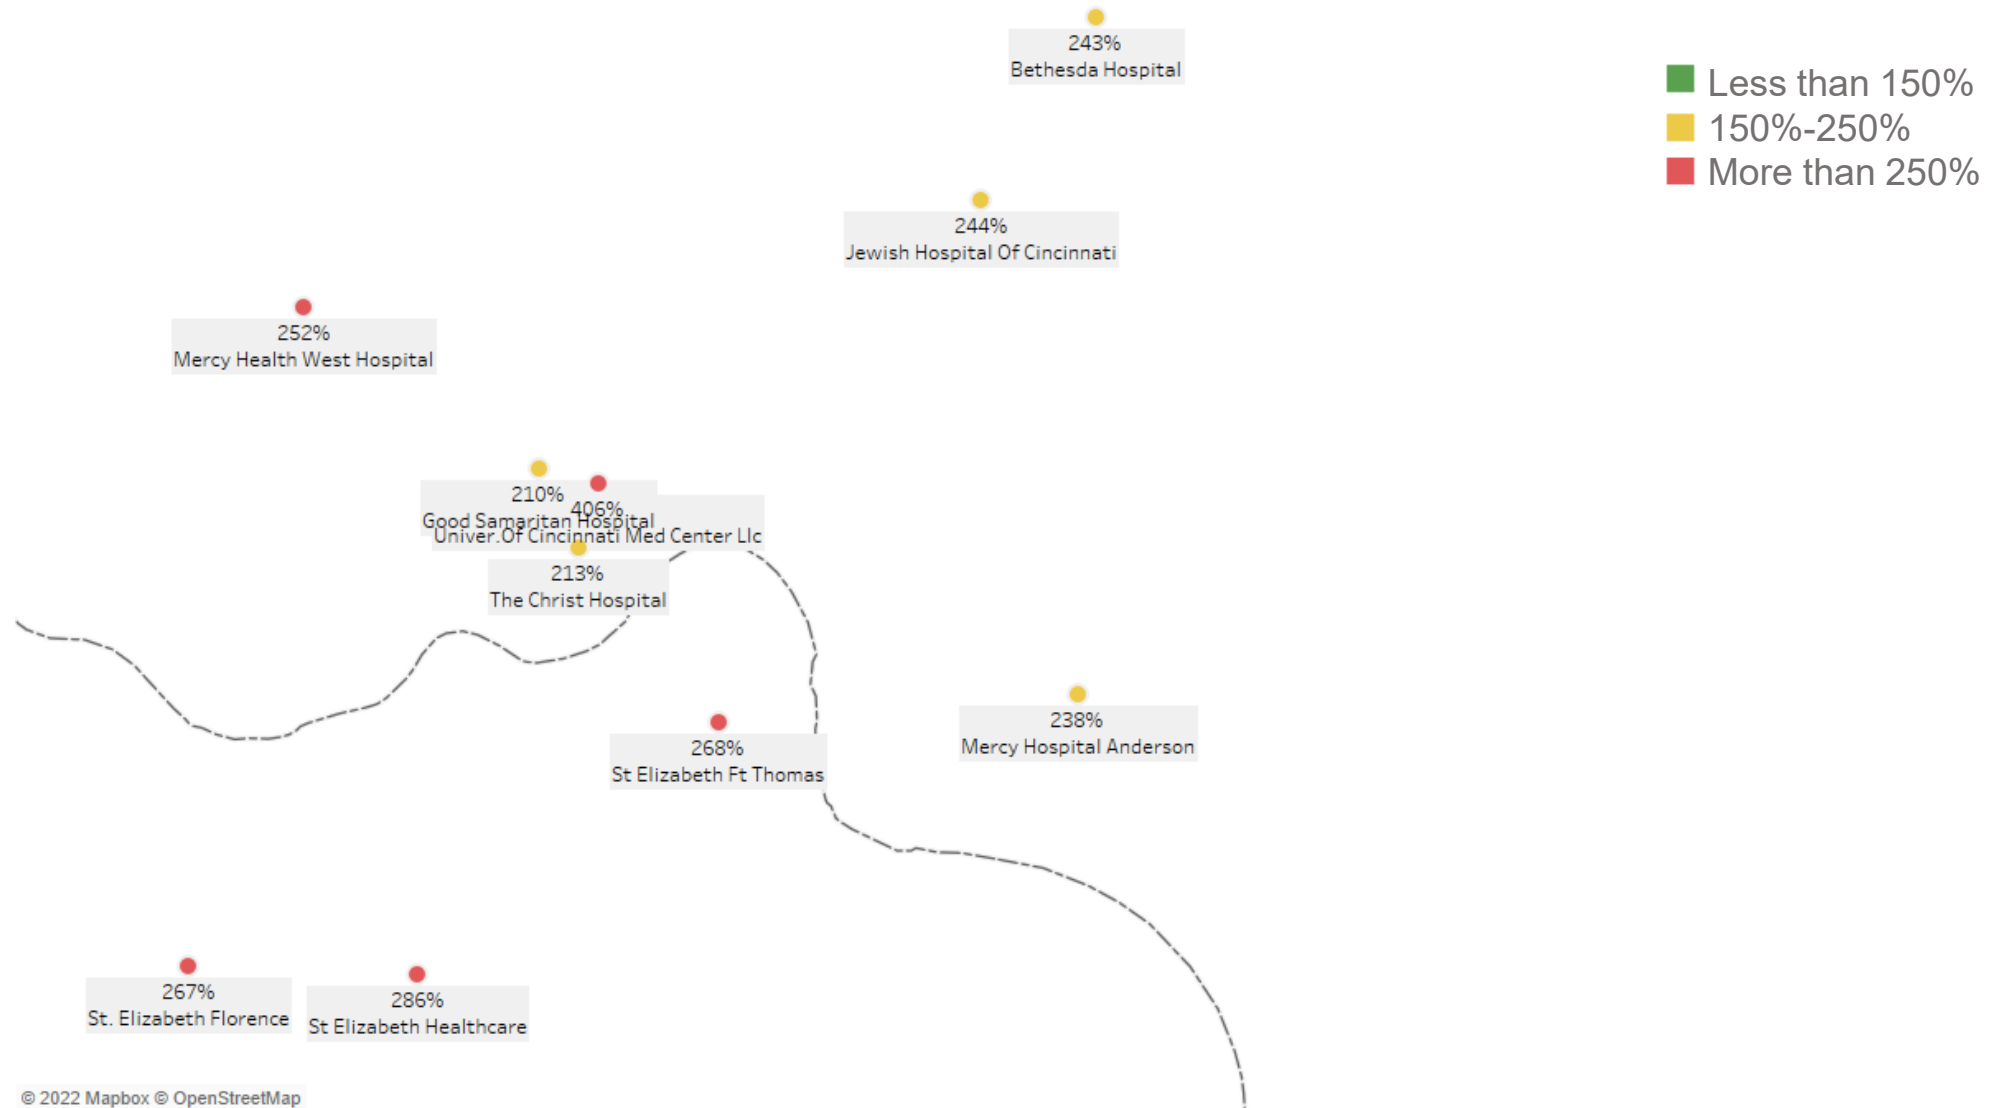 243%
Bethesda Hospital
Less than 150%
150%-250%
More than 250%
244%
Jewish Hospital Of Cincinnati
252%
Mercy Health West Hospital
210%
Good Samaritan Hospital
406%
Univer.Of Cincinnati Med Center Llc
213%
The Christ Hospital
238%
Mercy Hospital Anderson
268%
St Elizabeth Ft Thomas
267%
St. Elizabeth Florence
286%
St Elizabeth Healthcare
© 2022 Mapbox © OpenStreetMap